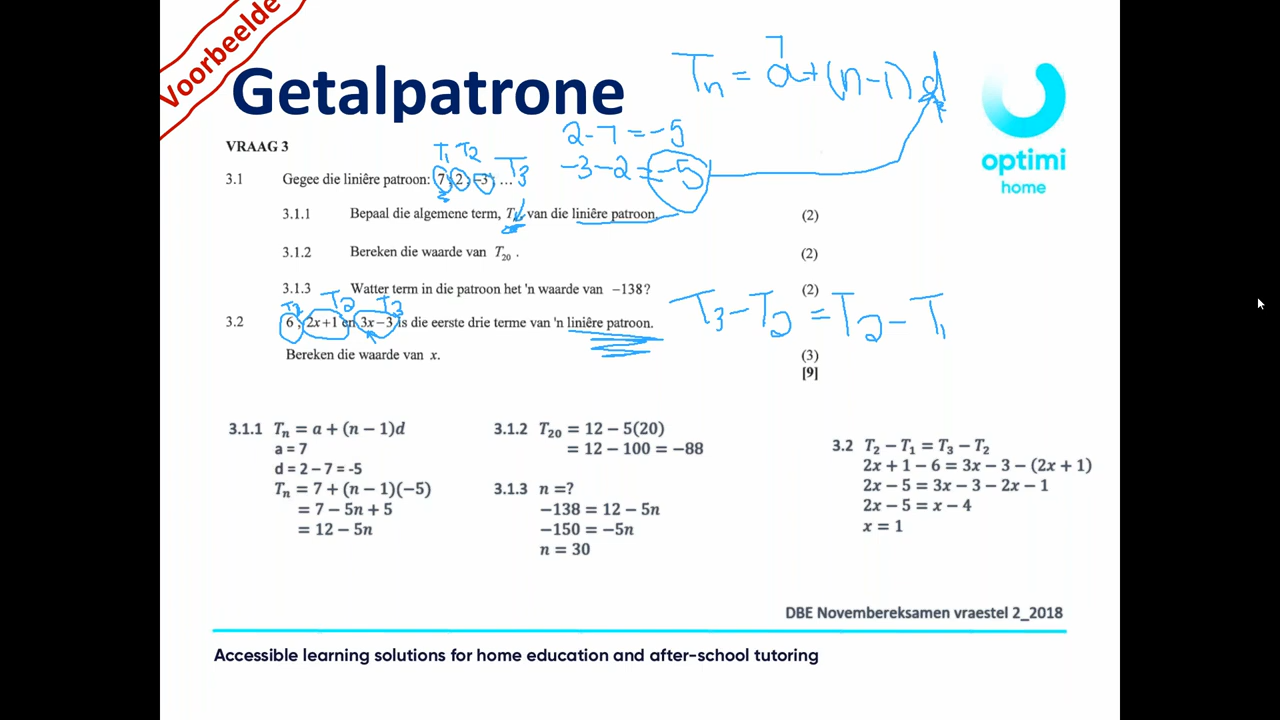 Voorbeelde
Getalpatrone
Tn = a + (n-1) d
7
optimi
home
2-7 = -5
-3-2 = -5
VRAAG 3
T1 T2 T3
3.1 Gegee die liniêre patroon: 7; 2; -3; ...
3.1.1 Bepaal die algemene term, T van die liniêre patroon. (2)
3.1.2 Bereken die waarde van T₂₀ . (2)
3.1.3 Watter term in die patroon het 'n waarde van −138? (2)
T2 T3
T3 - T2 = T2 - T1
3.2 6; 2x+1 en 3x−3 is die eerste drie terme van 'n liniêre patroon.
Bereken die waarde van x. (3)
[9]
3.1.1 Tn = a + (n − 1)d
a = 7
d = 2 – 7 = -5
Tn = 7 + (n − 1)(−5)
= 7 − 5n + 5
= 12 − 5n
3.1.2 T₂₀ = 12 − 5(20)
= 12 − 100 = −88
3.1.3 n =?
−138 = 12 − 5n
−150 = −5n
n = 30
3.2 T₂ − T₁ = T₃ − T₂
2x + 1 − 6 = 3x − 3 − (2x + 1)
2x − 5 = 3x − 3 − 2x − 1
2x − 5 = x − 4
x = 1
DBE Novembereksamen vraestel 2_2018
Accessible learning solutions for home education and after-school tutoring